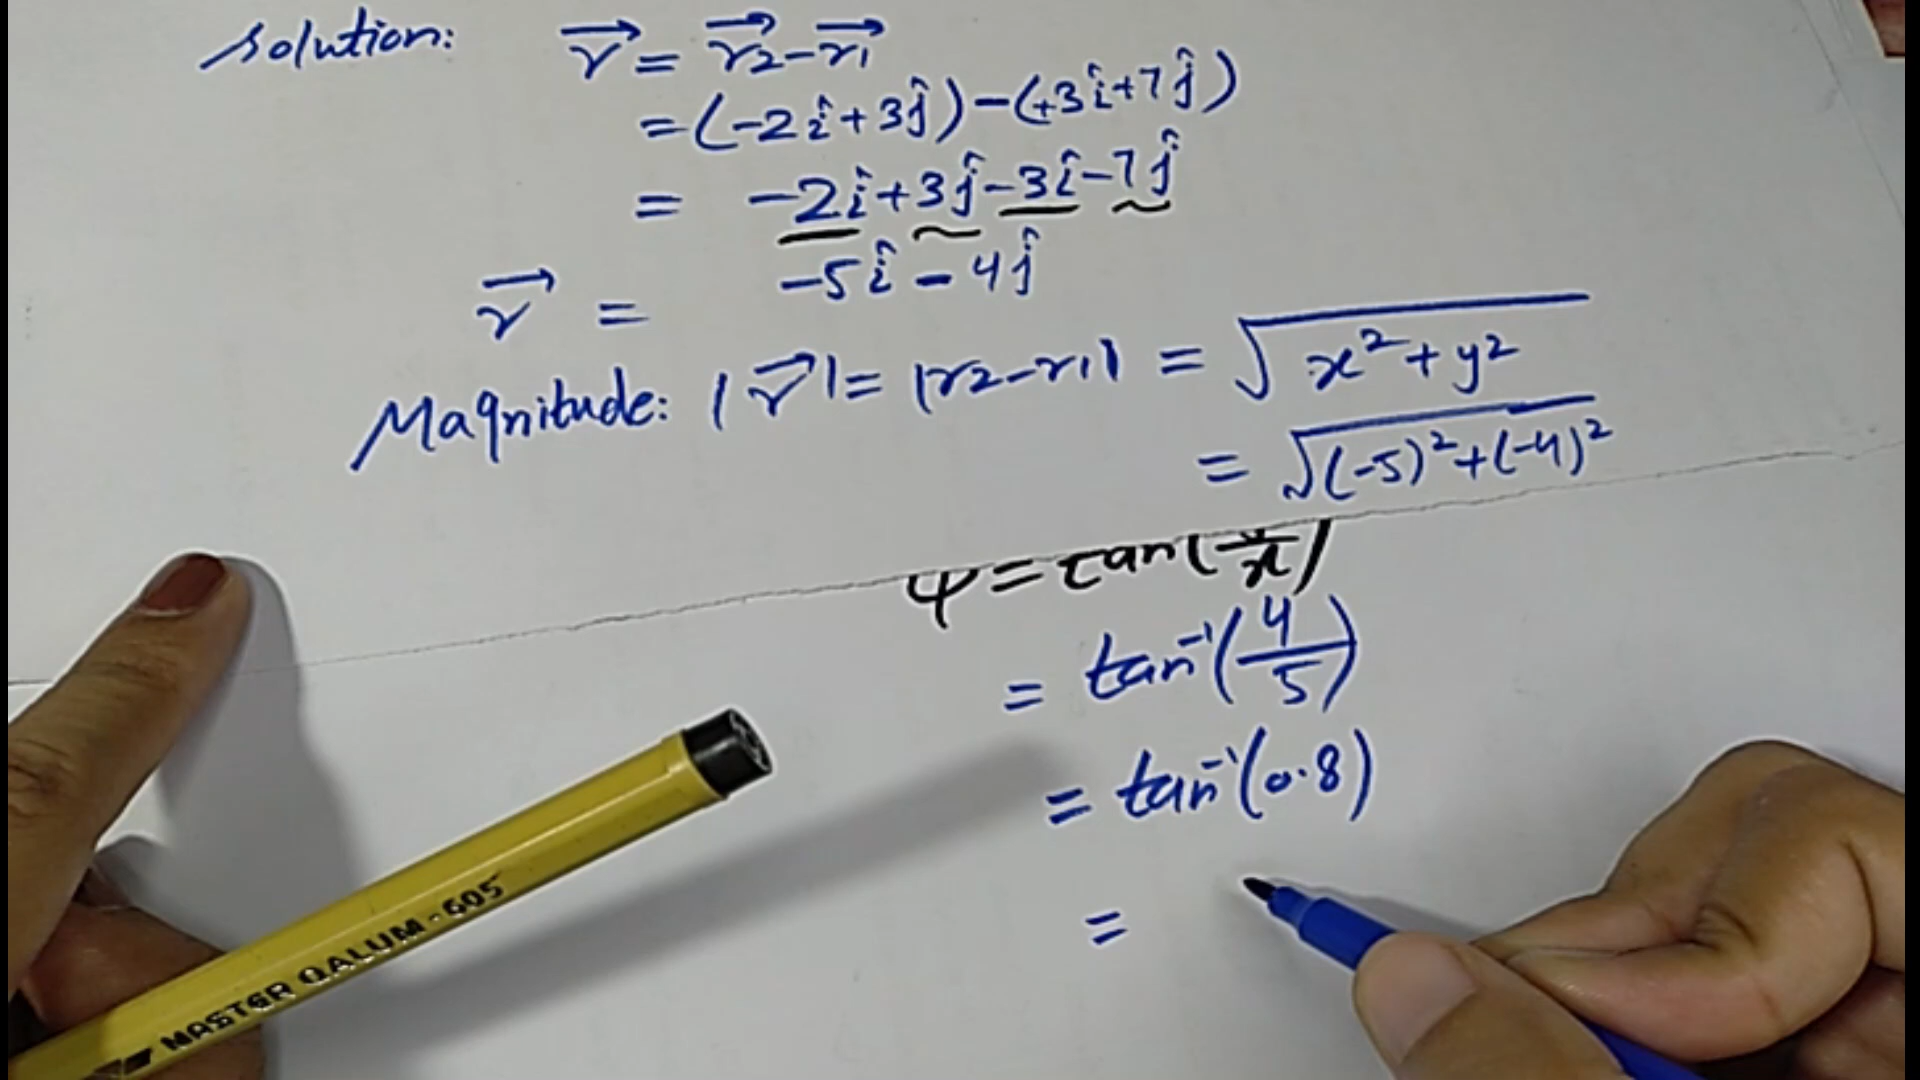 Solution: r⃗ = r⃗2 - r⃗1
= (-2î + 3ĵ) - (+3î + 7ĵ)
= -2î + 3ĵ - 3î - 7ĵ
r⃗ = -5î - 4ĵ
Magnitude: |r⃗| = |r2 - r1| = √(x² + y²)
= √((-5)² + (-4)²)
φ = tan(y/x)
= tan⁻¹(4/5)
= tan⁻¹(0.8)
=
MASTER QALUM-605